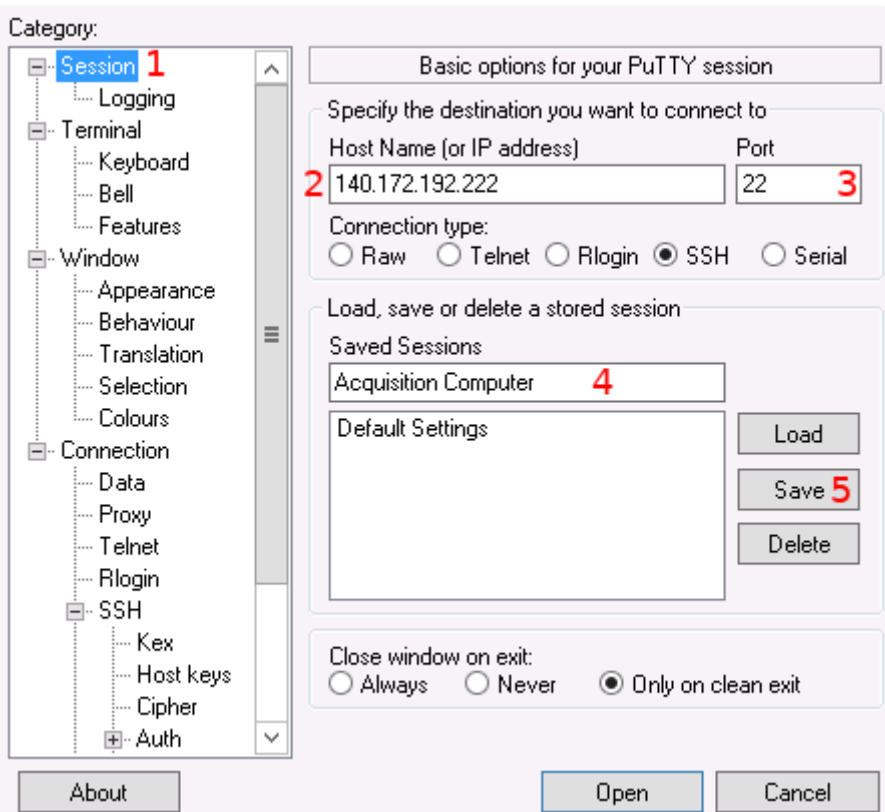 Category:
Session 1
Logging
Terminal
Keyboard
Bell
Features
Window
Appearance
Behaviour
Translation
Selection
Colours
Connection
Data
Proxy
Telnet
Rlogin
SSH
Kex
Host keys
Cipher
Auth
Basic options for your PuTTY session
Specify the destination you want to connect to
Host Name (or IP address) Port
2 140.172.192.222 22 3
Connection type:
Raw Telnet Rlogin SSH Serial
Load, save or delete a stored session
Saved Sessions
Acquisition Computer 4
Default Settings
Load
Save 5
Delete
Close window on exit:
Always Never Only on clean exit
About Open Cancel